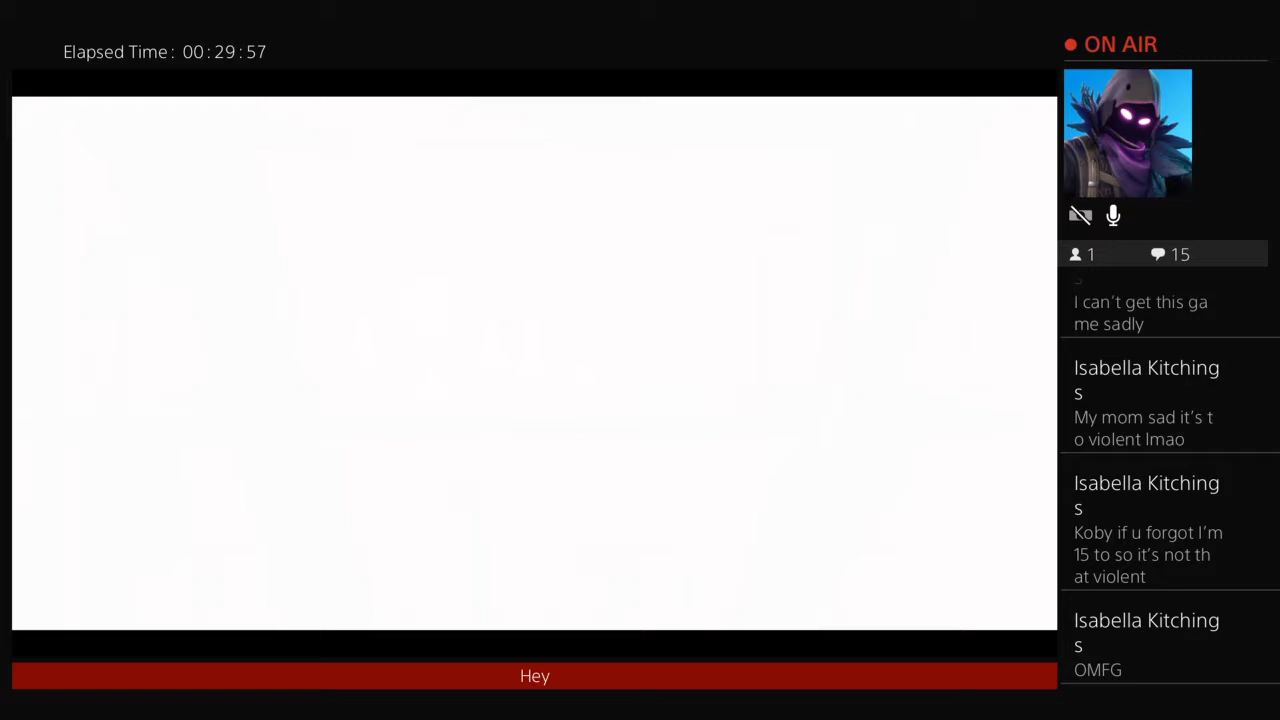 Elapsed Time: 00:29:57
ON AIR
1 15
s
I can't get this ga
me sadly
Isabella Kitching
s
My mom sad it's t
o violent lmao
Isabella Kitching
s
Koby if u forgot I'm
15 to so it's not th
at violent
Isabella Kitching
s
OMFG
Hey